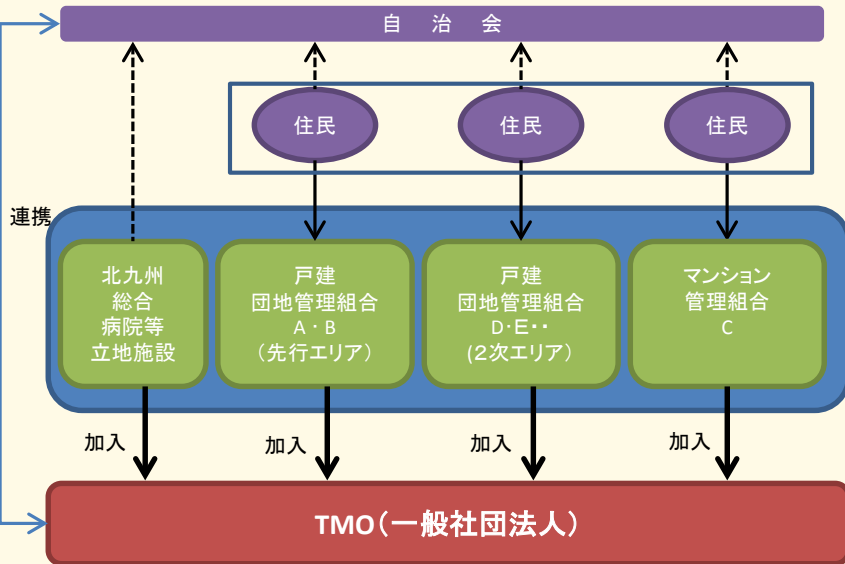 自 治 会
住民
住民
住民
連携
北九州
総合
病院等
立地施設
戸建
団地管理組合
A・B
（先行エリア）
戸建
団地管理組合
D・E・・
(２次エリア）
マンション
管理組合
C
加入
加入
加入
加入
TMO（一般社団法人）